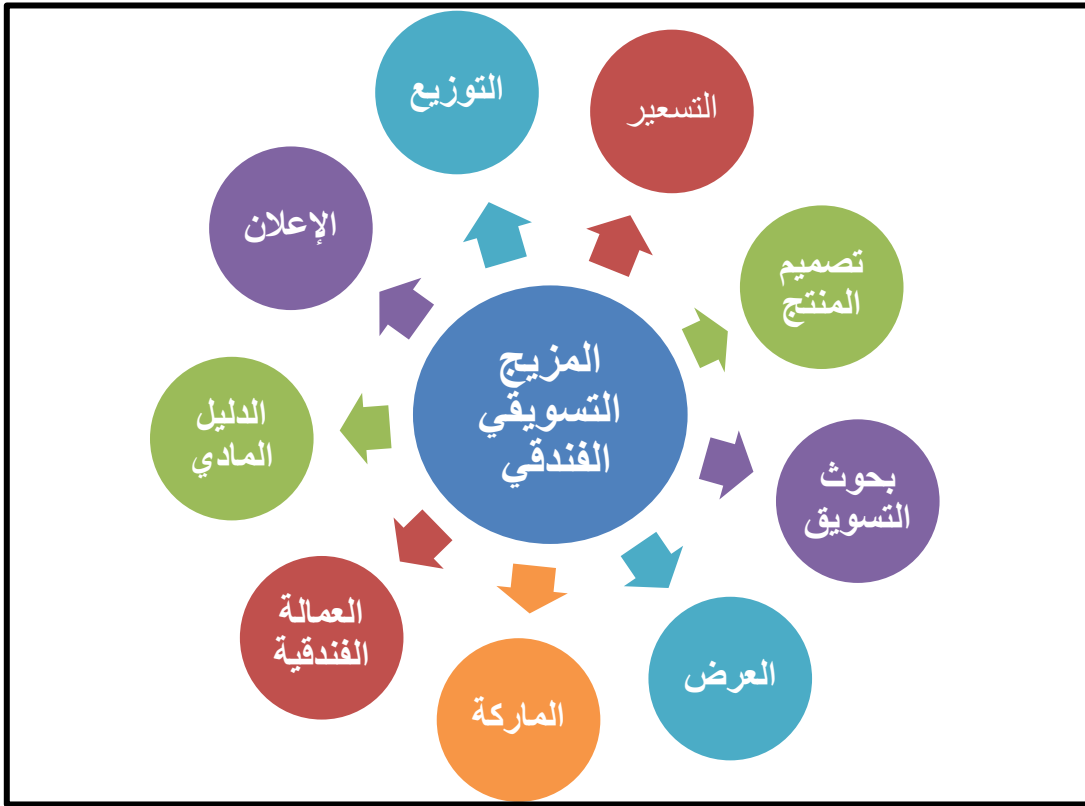 المزيج
التسويقي
الفندقي
التسعير
تصميم
المنتج
بحوث
التسويق
العرض
الماركة
العمالة
الفندقية
الدليل
المادي
الإعلان
التوزيع